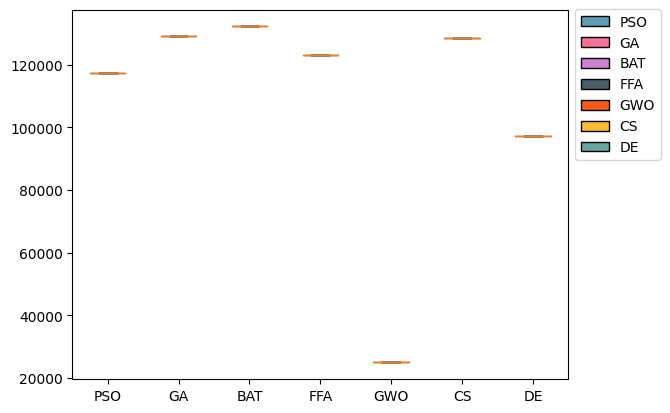 120000
100000
80000
60000
40000
20000
PSO GA BAT FFA GWO CS DE
PSO
GA
BAT
FFA
GWO
CS
DE